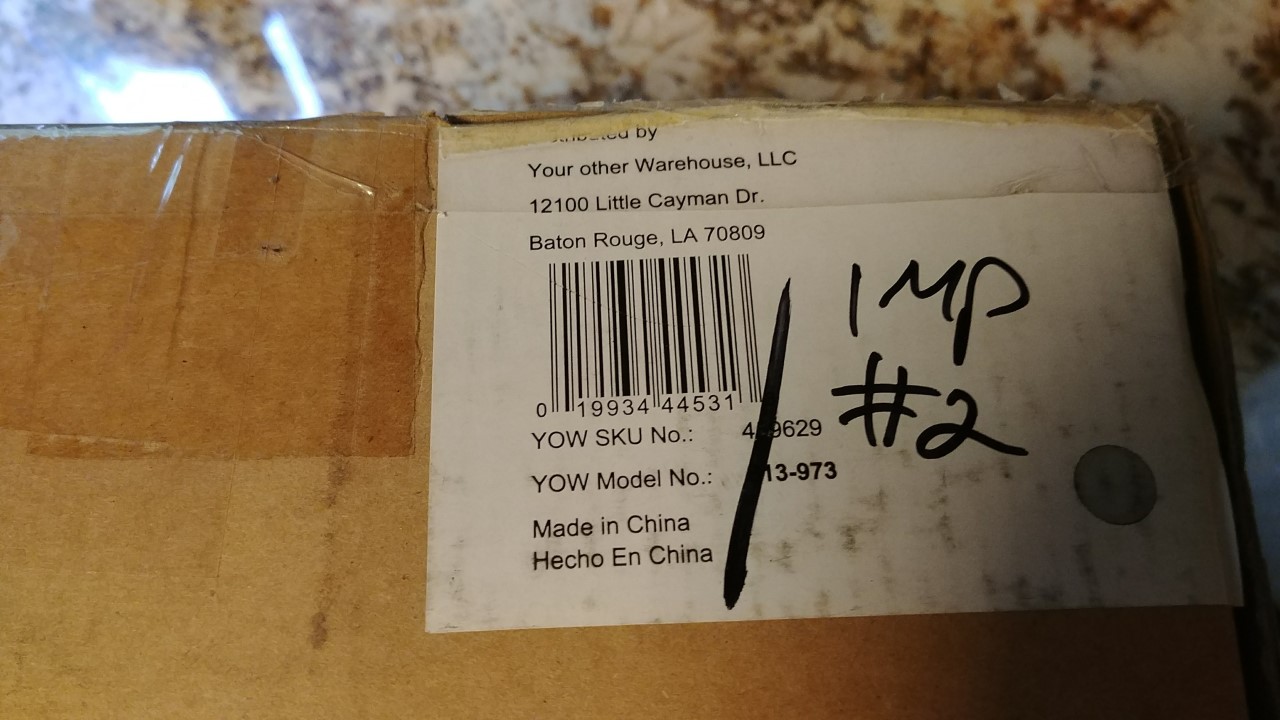 by
Your other Warehouse, LLC
12100 Little Cayman Dr.
Baton Rouge, LA 70809
0 19934 44531
YOW SKU No.:
YOW Model No.:
Made in China
Hecho En China
IMP
#2